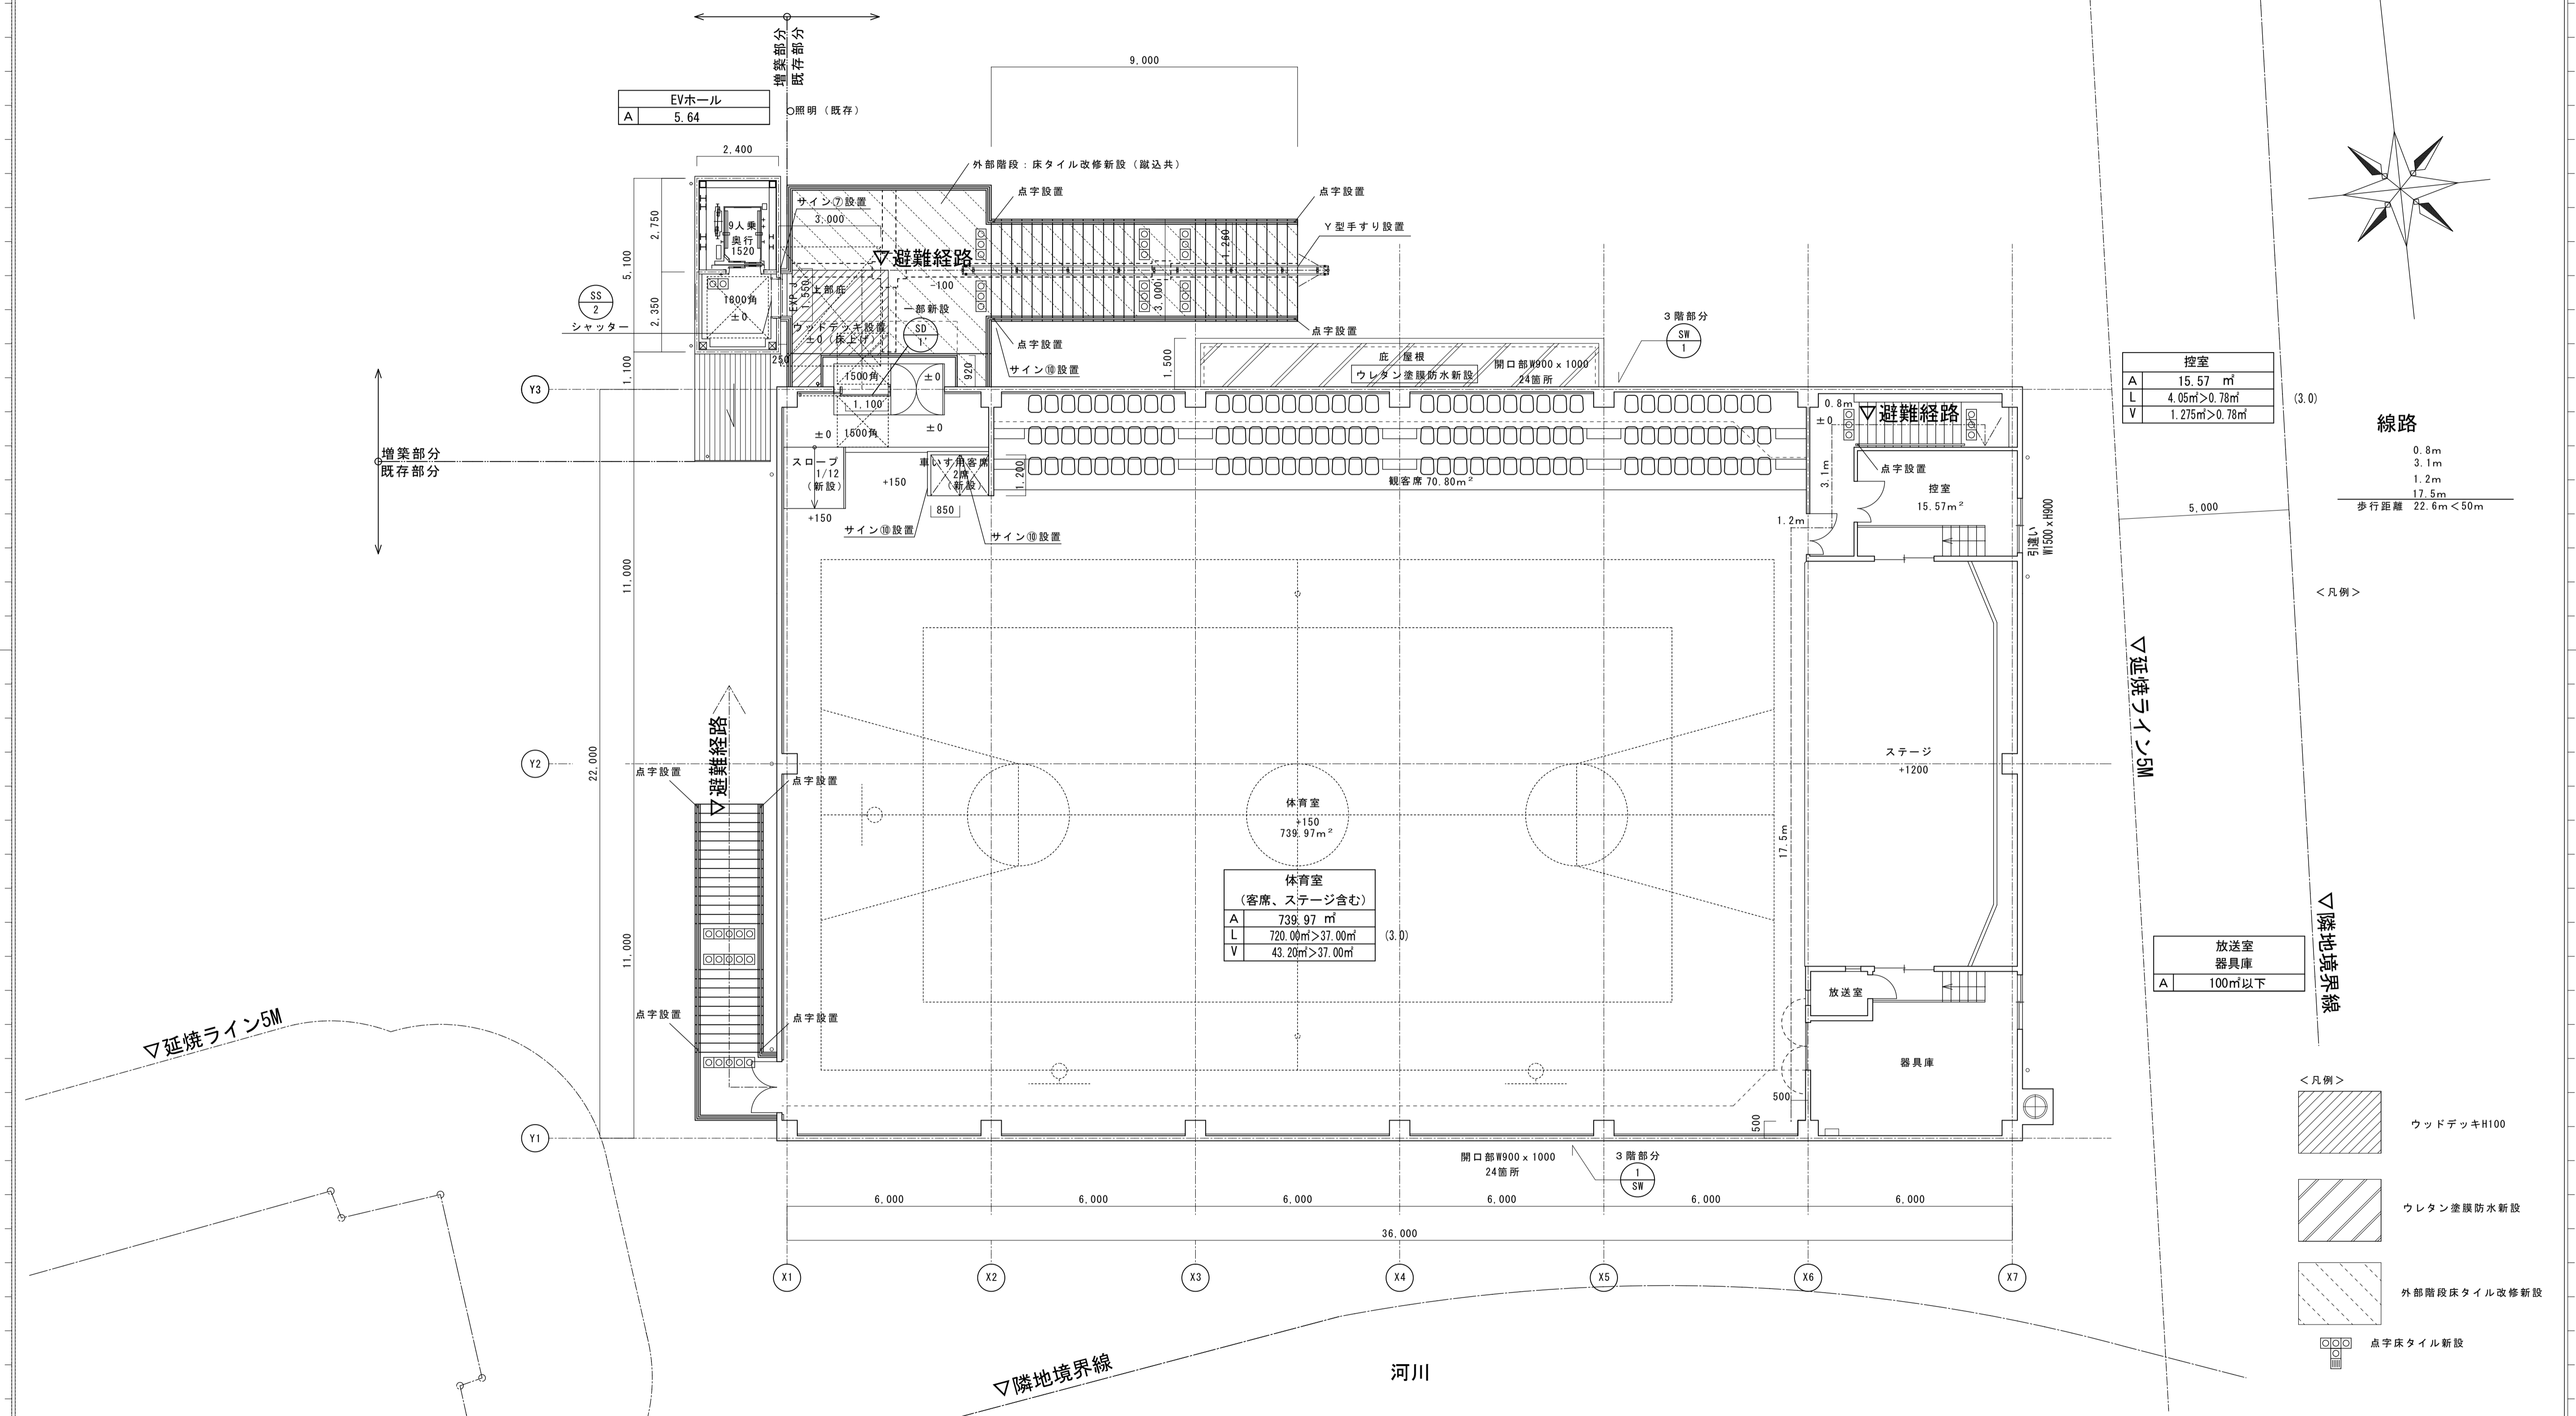 増築部分
既存部分
9,000
EVホール
A 5.64
照明（既存）
2,400
外部階段：床タイル改修新設（蹴込共）
点字設置
点字設置
サイン⑦設置
3,000
Ｙ型手すり設置
9人乗
奥行
1520
2,750
5,100
1,260
▽避難経路
上部庇
-100
1,550
EXP.J
3,000
SS
2
シャッター
1800角
±0
2,350
一部新設
ウッドデッキ設置
±0（床上げ）
SD
1
点字設置
点字設置
サイン⑩設置
250
1,100
1500角
±0
920
1,500
庇　屋根
ウレタン塗膜防水新設
開口部W900ｘ1000
24箇所
３階部分
SW
1
控室
A 15.57 ㎡
L 4.05㎡>0.78㎡ (3.0)
V 1.275㎡>0.78㎡
線路
0.8ｍ
3.1ｍ
1.2ｍ
17.5ｍ
歩行距離　22.6ｍ＜50ｍ
Y3
1,100
±0
1500角
±0
0.8ｍ
±0
▽避難経路
増築部分
既存部分
スロープ
1/12
（新設）
+150
+150
車いす用客席
2席
（新設）
1,200
850
観客席 70.80ｍ²
3.1ｍ
点字設置
控室
15.57ｍ²
サイン⑩設置
サイン⑩設置
1.2ｍ
引違い
W1500ｘH900
5,000
11,000
＜凡例＞
▽延焼ライン5M
22,000
▽避難経路
Y2
点字設置
点字設置
ステージ
+1200
体育室
+150
739.97ｍ²
17.5ｍ
体育室
（客席、ステージ含む）
A 739.97 ㎡
L 720.00㎡>37.00㎡ (3.0)
V 43.20㎡>37.00㎡
11,000
▽隣地境界線
放送室
器具庫
A 100㎡以下
点字設置
点字設置
放送室
▽延焼ライン5M
器具庫
＜凡例＞
500
500
ウッドデッキH100
Y1
開口部W900ｘ1000
24箇所
３階部分
1
SW
6,000
6,000
6,000
6,000
6,000
6,000
ウレタン塗膜防水新設
36,000
X1
X2
X3
X4
X5
X6
X7
外部階段床タイル改修新設
点字床タイル新設
▽隣地境界線
河川